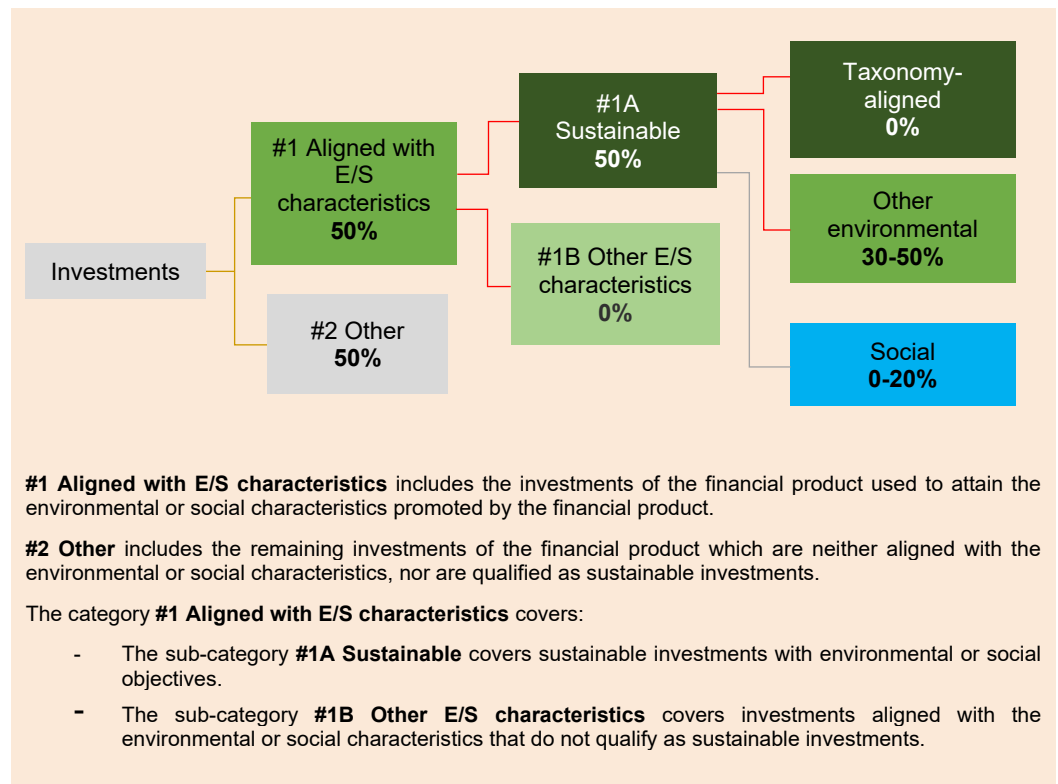 Investments
#1 Aligned with
E/S
characteristics
50%
#2 Other
50%
#1A
Sustainable
50%
#1B Other E/S
characteristics
0%
Taxonomy-
aligned
0%
Other
environmental
30-50%
Social
0-20%
#1 Aligned with E/S characteristics includes the investments of the financial product used to attain the
environmental or social characteristics promoted by the financial product.
#2 Other includes the remaining investments of the financial product which are neither aligned with the
environmental or social characteristics, nor are qualified as sustainable investments.
The category #1 Aligned with E/S characteristics covers:
- The sub-category #1A Sustainable covers sustainable investments with environmental or social
objectives.
- The sub-category #1B Other E/S characteristics covers investments aligned with the
environmental or social characteristics that do not qualify as sustainable investments.